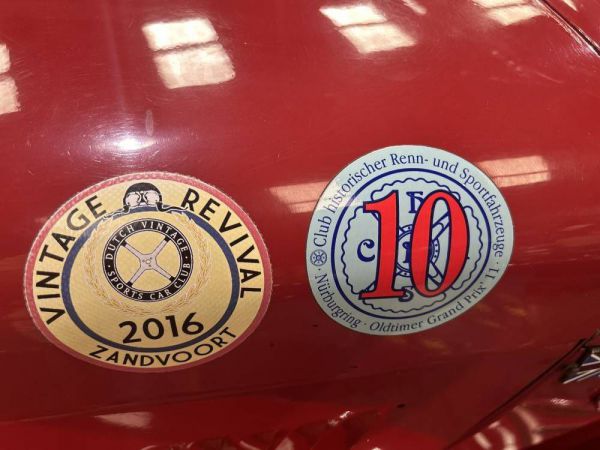 VINTAGE REVIVAL
DUTCH VINTAGE
SPORTS CAR CLUB
2016
ZANDVOORT
Club historischer Renn- und Sportfahrzeuge
10
Nürburgring · Oldtimer Grand Prix '11 ·